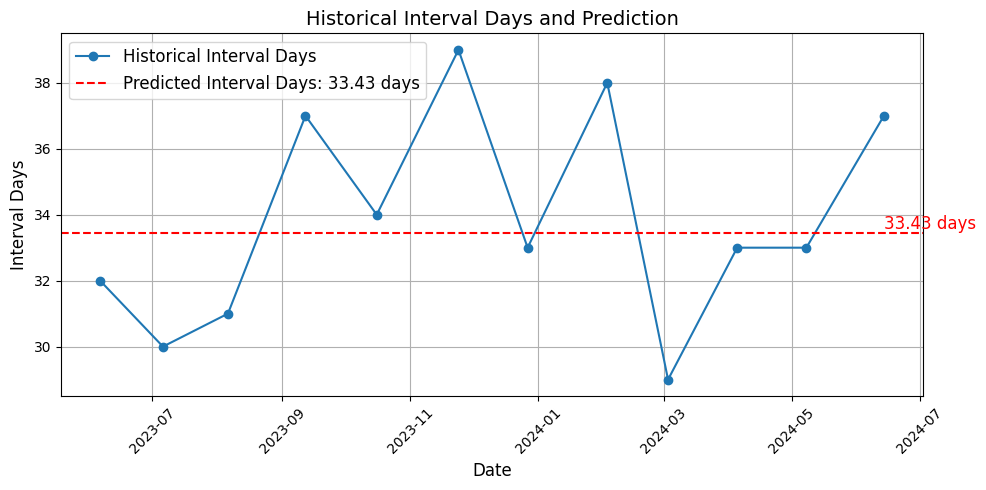 Historical Interval Days and Prediction
Historical Interval Days
Predicted Interval Days: 33.43 days
38
36
34
32
30
Interval Days
33.43 days
2023-07
2023-09
2023-11
2024-01
2024-03
2024-05
2024-07
Date